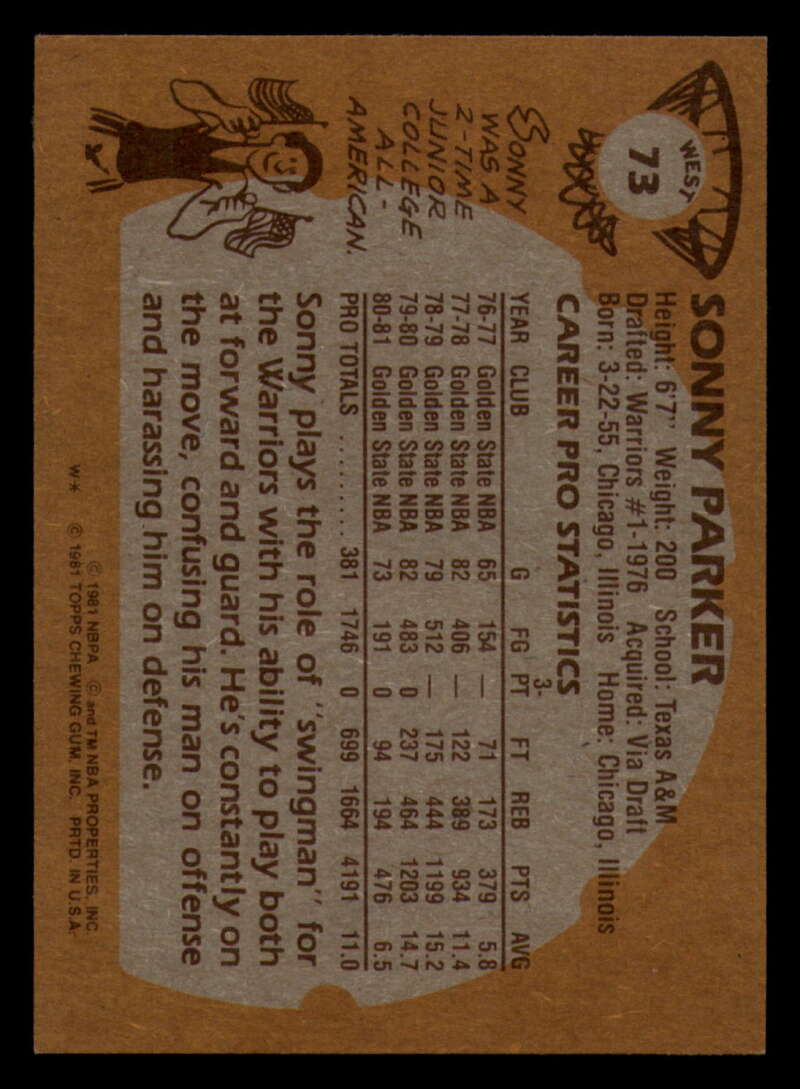 WEST
73
SONNY PARKER
Height: 6'7" Weight: 200 School: Texas A&M
Drafted: Warriors #1-1976 Acquired: Via Draft
Born: 3-22-55, Chicago, Illinois Home: Chicago, Illinois
SONNY
WAS A
2-TIME
JUNIOR
COLLEGE
ALL-
AMERICAN.
CAREER PRO STATISTICS
YEAR CLUB G FG 3-PT FT REB PTS AVG
76-77 Golden State NBA 65 154 — 71 173 379 5.8
77-78 Golden State NBA 82 406 — 122 389 934 11.4
78-79 Golden State NBA 79 512 — 175 444 1199 15.2
79-80 Golden State NBA 82 483 0 237 464 1203 14.7
80-81 Golden State NBA 73 191 0 94 194 476 6.5
PRO TOTALS .......... 381 1746 0 699 1664 4191 11.0
Sonny plays the role of "swingman" for
the Warriors with his ability to play both
at forward and guard. He's constantly on
the move, confusing his man on offense
and harassing him on defense.
© 1981 NBPA © and TM NBA PROPERTIES, INC.
W* © 1981 TOPPS CHEWING GUM, INC. PRTD. IN U.S.A.